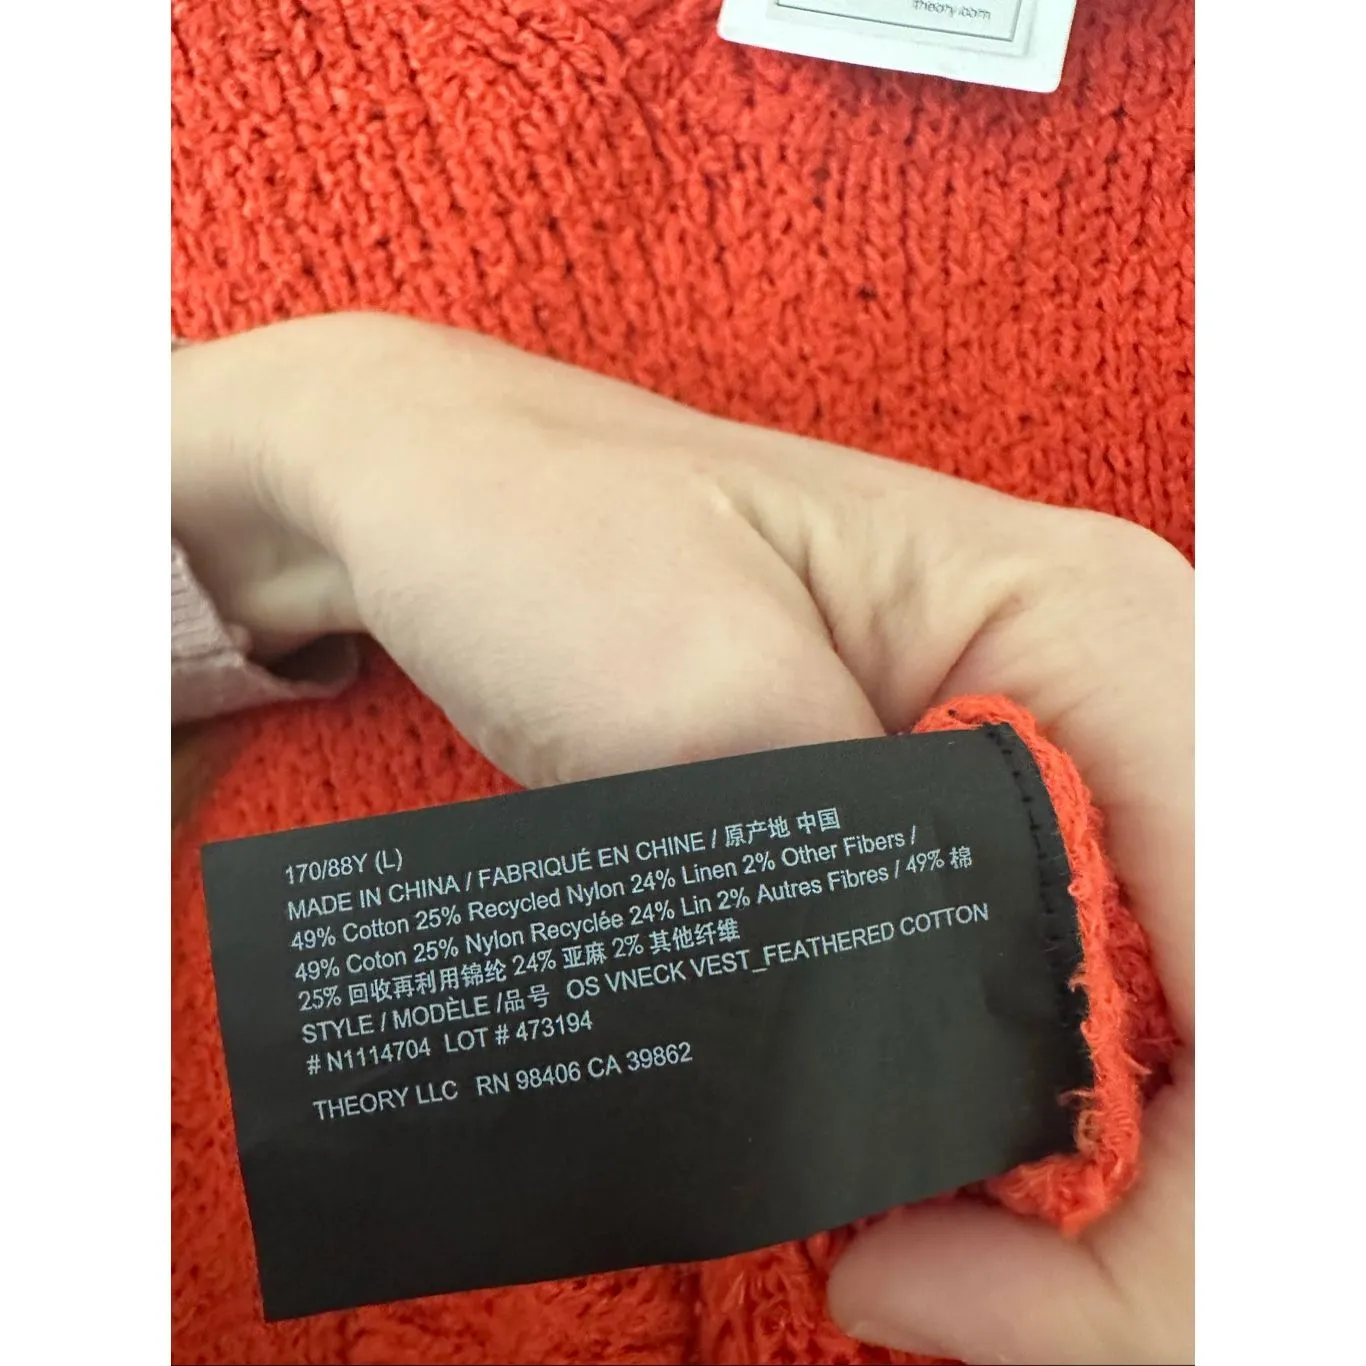 theory.com
170/88Y (L)
MADE IN CHINA / FABRIQUÉ EN CHINE / 原产地 中国
49% Cotton 25% Recycled Nylon 24% Linen 2% Other Fibers /
49% Coton 25% Nylon Recyclée 24% Lin 2% Autres Fibres / 49% 棉
25% 回收再利用锦纶 24% 亚麻 2% 其他纤维
STYLE / MODÈLE /品号 OS VNECK VEST_FEATHERED COTTON
# N1114704 LOT # 473194
THEORY LLC RN 98406 CA 39862